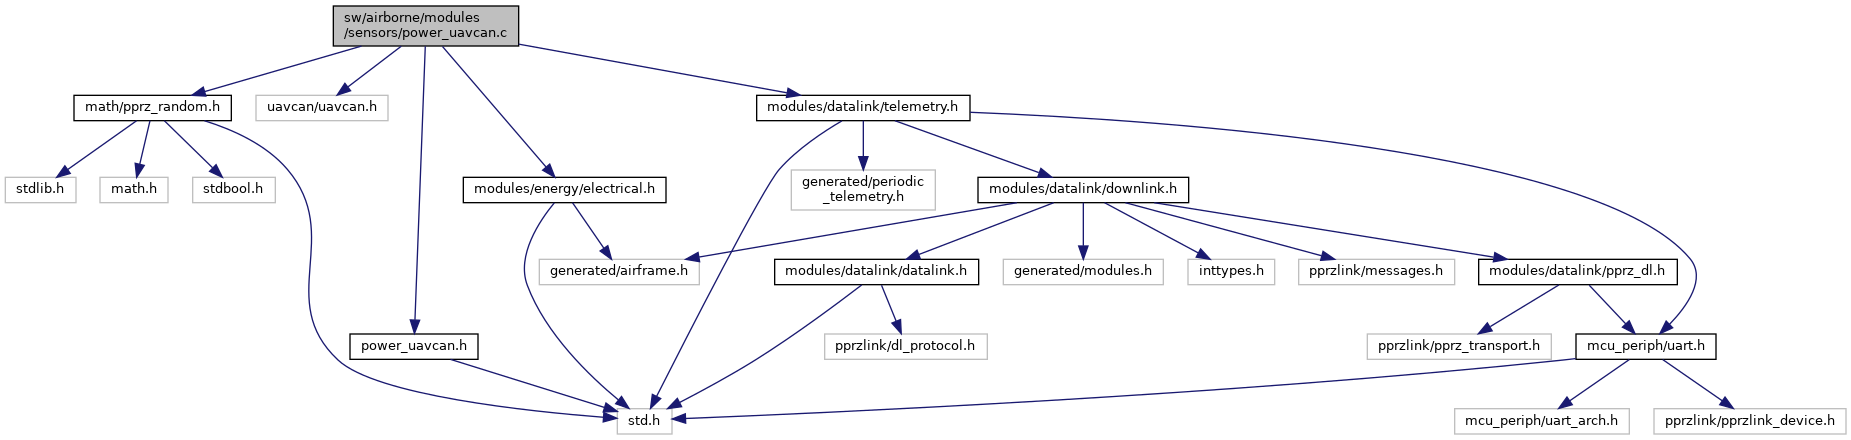 sw/airborne/modules
/sensors/power_uavcan.c
math/pprz_random.h
uavcan/uavcan.h
modules/datalink/telemetry.h
stdlib.h
math.h
stdbool.h
modules/energy/electrical.h
generated/periodic
_telemetry.h
modules/datalink/downlink.h
generated/airframe.h
modules/datalink/datalink.h
generated/modules.h
inttypes.h
pprzlink/messages.h
modules/datalink/pprz_dl.h
power_uavcan.h
pprzlink/dl_protocol.h
pprzlink/pprz_transport.h
mcu_periph/uart.h
std.h
mcu_periph/uart_arch.h
pprzlink/pprzlink_device.h